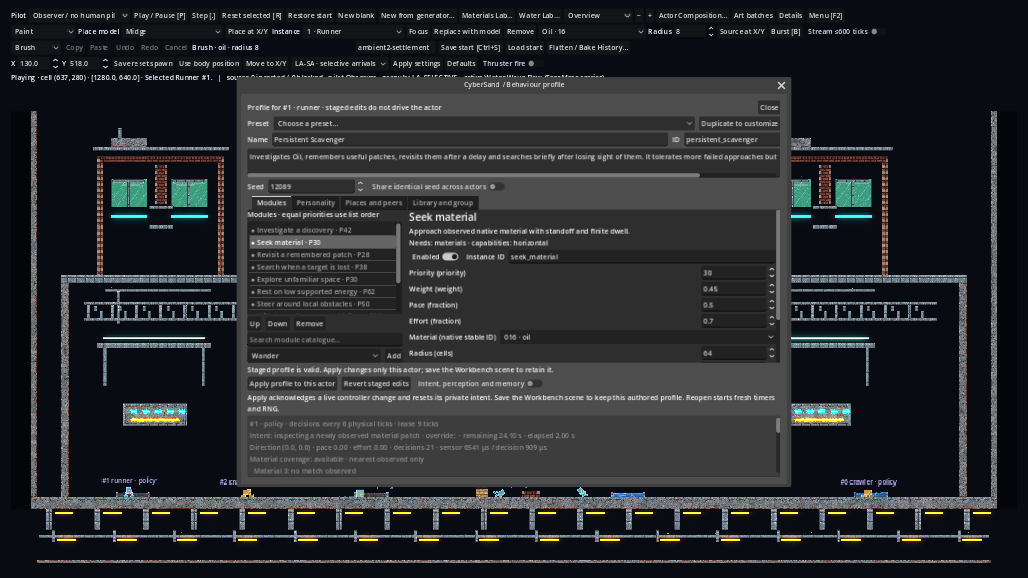 Pilot Observer / no human pil Play / Pause [P] Step [.] Reset selected [R] Restore start New blank New from generator... Materials Lab... Water Lab... Overview − + Actor Composition... Art batches Details Menu [F2]
Paint Place model Midge Place at X/Y Instance 1 · Runner Focus Replace with model Remove Oil · 16 Radius 8 Source at X/Y Burst [B] Stream ≤600 ticks
Brush Copy Paste Undo Redo Cancel Brush · oil · radius 8 ambient2-settlement Save start [Ctrl+S] Load start Flatten / Bake History...
X 130.0 Y 518.0 Save rets pawn Use body position Move to X/Y LA-SA - selective arrivals Apply settings Defaults Thruster fire
Playing · cell (637, 280) · [1280.0, 640.0] · Selected Runner #1. |
CyberSand / Behaviour profile
Profile for #1 · runner · staged edits do not drive the actor Close
Preset Choose a preset... Duplicate to customize
Name Persistent Scavenger ID persistent_scavenger
Investigates Oil, remembers useful patches, revisits them after a delay and searches briefly after losing sight of them. It tolerates more failed approaches but
Seed 12089 Share identical seed across actors
Modules Personality Places and peers Library and group
Modules · equal priorities use list order
Investigate a discovery · P42
Seek material · P30
Revisit a remembered patch · P28
Search when a target is lost · P38
Explore unfamiliar space · P30
Rest on low supported energy · P62
Steer around local obstacles · P50
Up Down Remove
Search module catalogue...
Wander Add
Seek material
Approach observed native material with standoff and finite dwell.
Needs: materials · capabilities: horizontal
Enabled Instance ID seek_material
Priority (priority) 30
Weight (weight) 0.45
Pace (fraction) 0.5
Effort (fraction) 0.7
Material (native stable ID) 016 · oil
Radius (cells) 64
Staged profile is valid. Apply changes only this actor; save the Workbench scene to retain it.
Apply profile to this actor Revert staged edits Intent, perception and memory
Apply acknowledges a live controller change and resets its private intent. Save the Workbench scene to keep this authored profile. Reopen starts fresh timers
and RNG.
#1 · policy · decisions every 6 physical ticks · lease 9 ticks
Intent: inspecting a newly observed material patch · override: · remaining 24.10 s · elapsed 2.00 s
Direction (0.0, 0.0) · pace 0.00 · effort 0.00 · decisions 21 · sensor 6541 µs / decision 909 µs
Material coverage: available · nearest observed only
Material 3: no match observed
#1 runner · policy
#6 crawler · policy